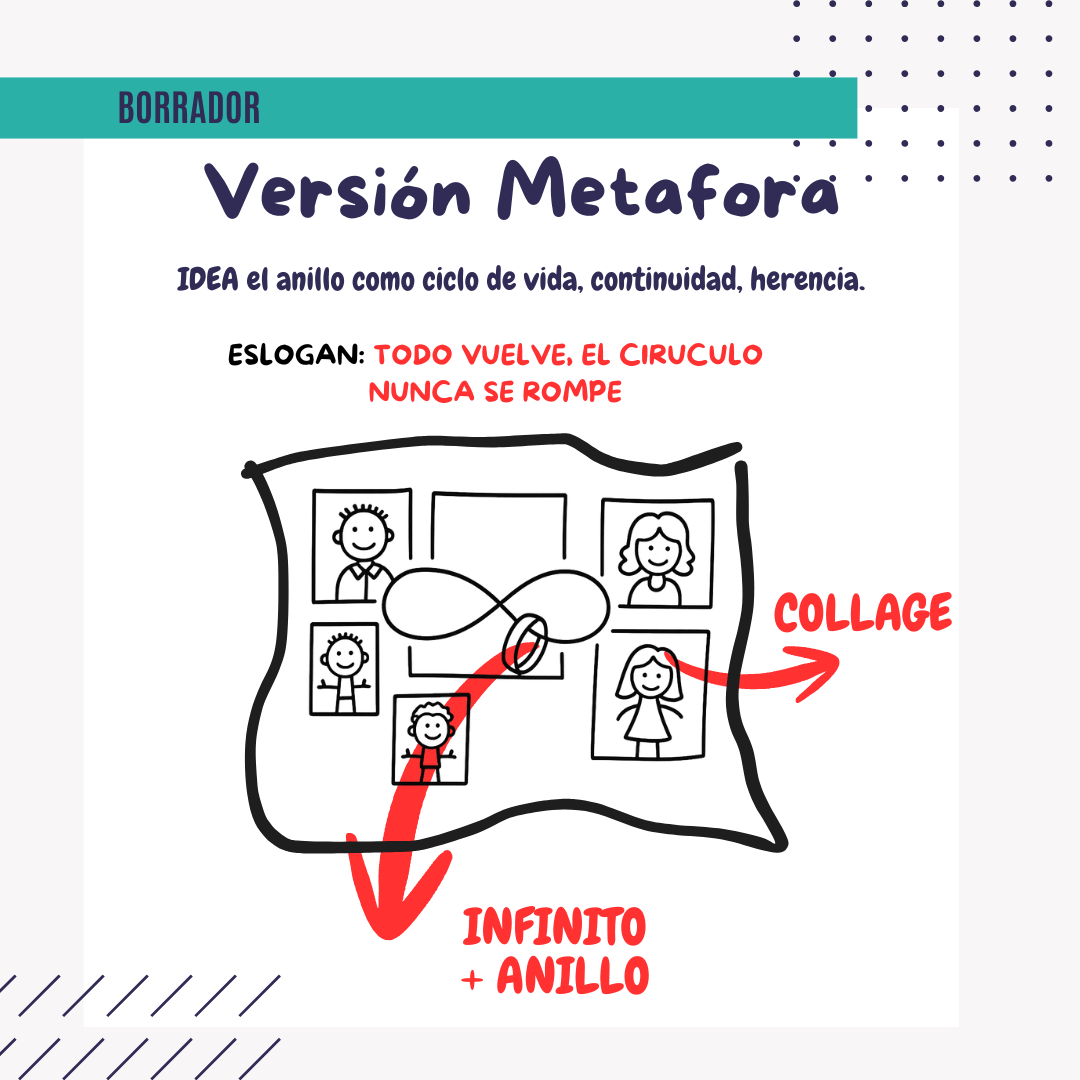 BORRADOR
Versión Metafora
IDEA el anillo como ciclo de vida, continuidad, herencia.
ESLOGAN: TODO VUELVE, EL CIRUCULO
NUNCA SE ROMPE
COLLAGE
INFINITO
+ ANILLO